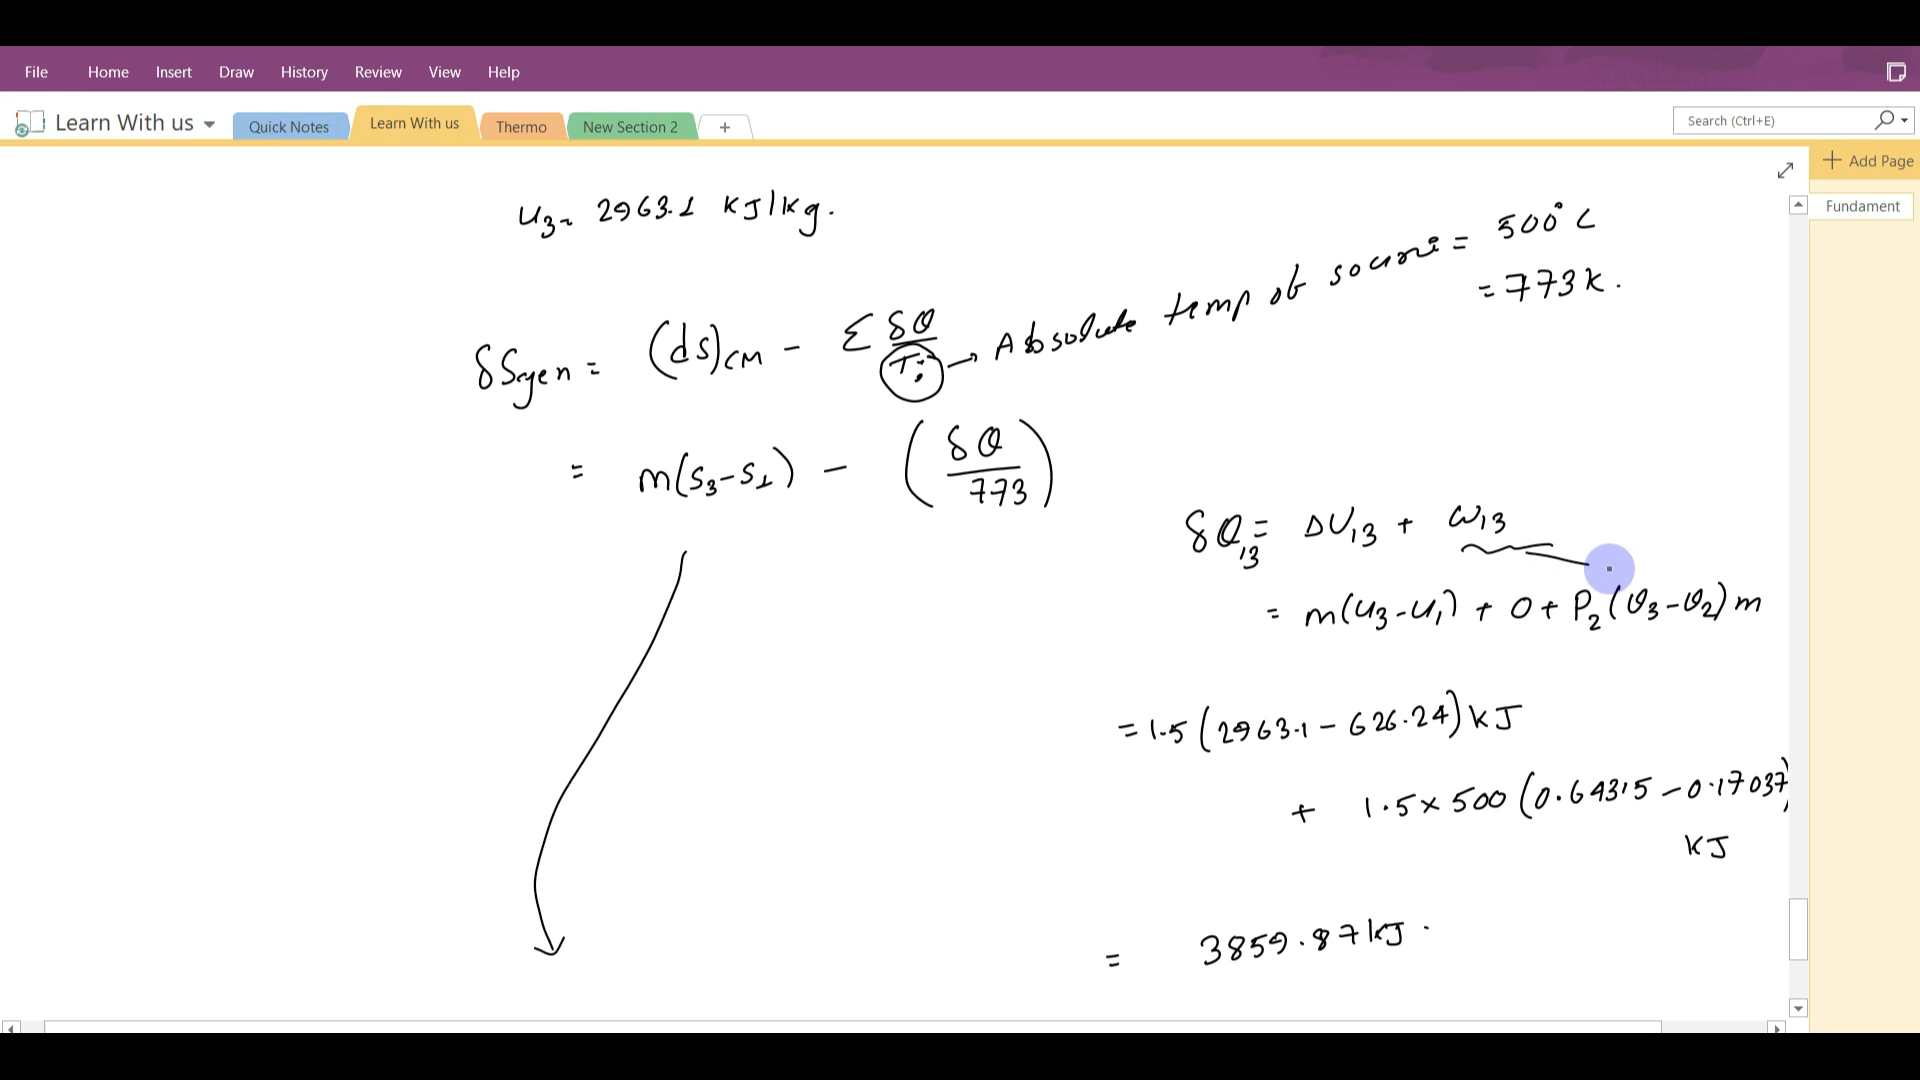 File Home Insert Draw History Review View Help
Learn With us Quick Notes Learn With us Thermo New Section 2 +
Search (Ctrl+E)
+ Add Page
Fundament
u₃= 2963.1 kJ/kg.
δSgen = (ds)CM - Σ δQ/Ti → Absolute temp of source = 500°C
= 773K.
= m(s₃-s₁) - (δQ/773)
δQ₁₃ = ΔU₁₃ + W₁₃
= m(u₃-u₁) + 0 + P₂(v₃-v₂)m
= 1.5(2963.1 - 626.24) kJ
+ 1.5 × 500 (0.64315 - 0.17037)
kJ
= 3859.87 kJ.